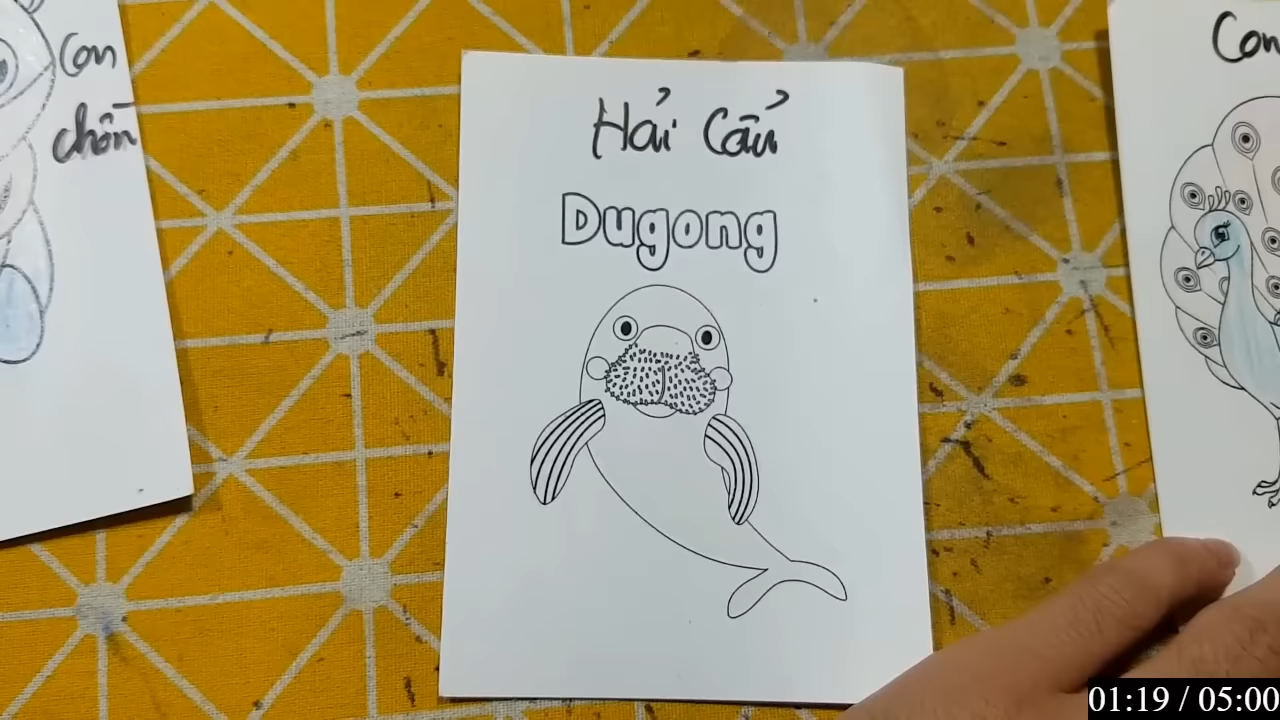 Con
chồn
Hải Cẩu
Dugong
Con
01:19 / 05:00